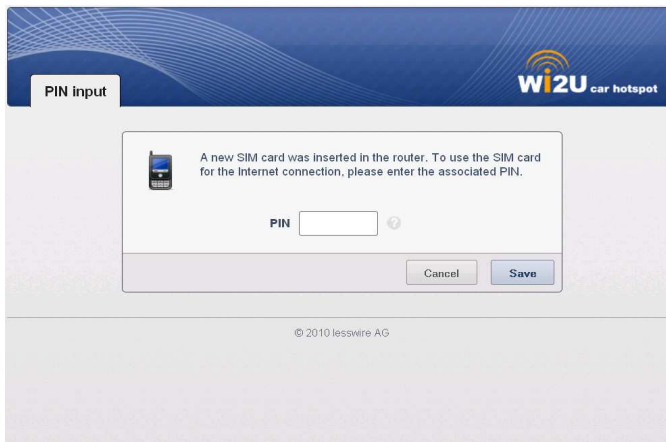 PIN input
Wi2U car hotspot
A new SIM card was inserted in the router. To use the SIM card
for the Internet connection, please enter the associated PIN.
PIN
?
Cancel
Save
© 2010 lesswire AG